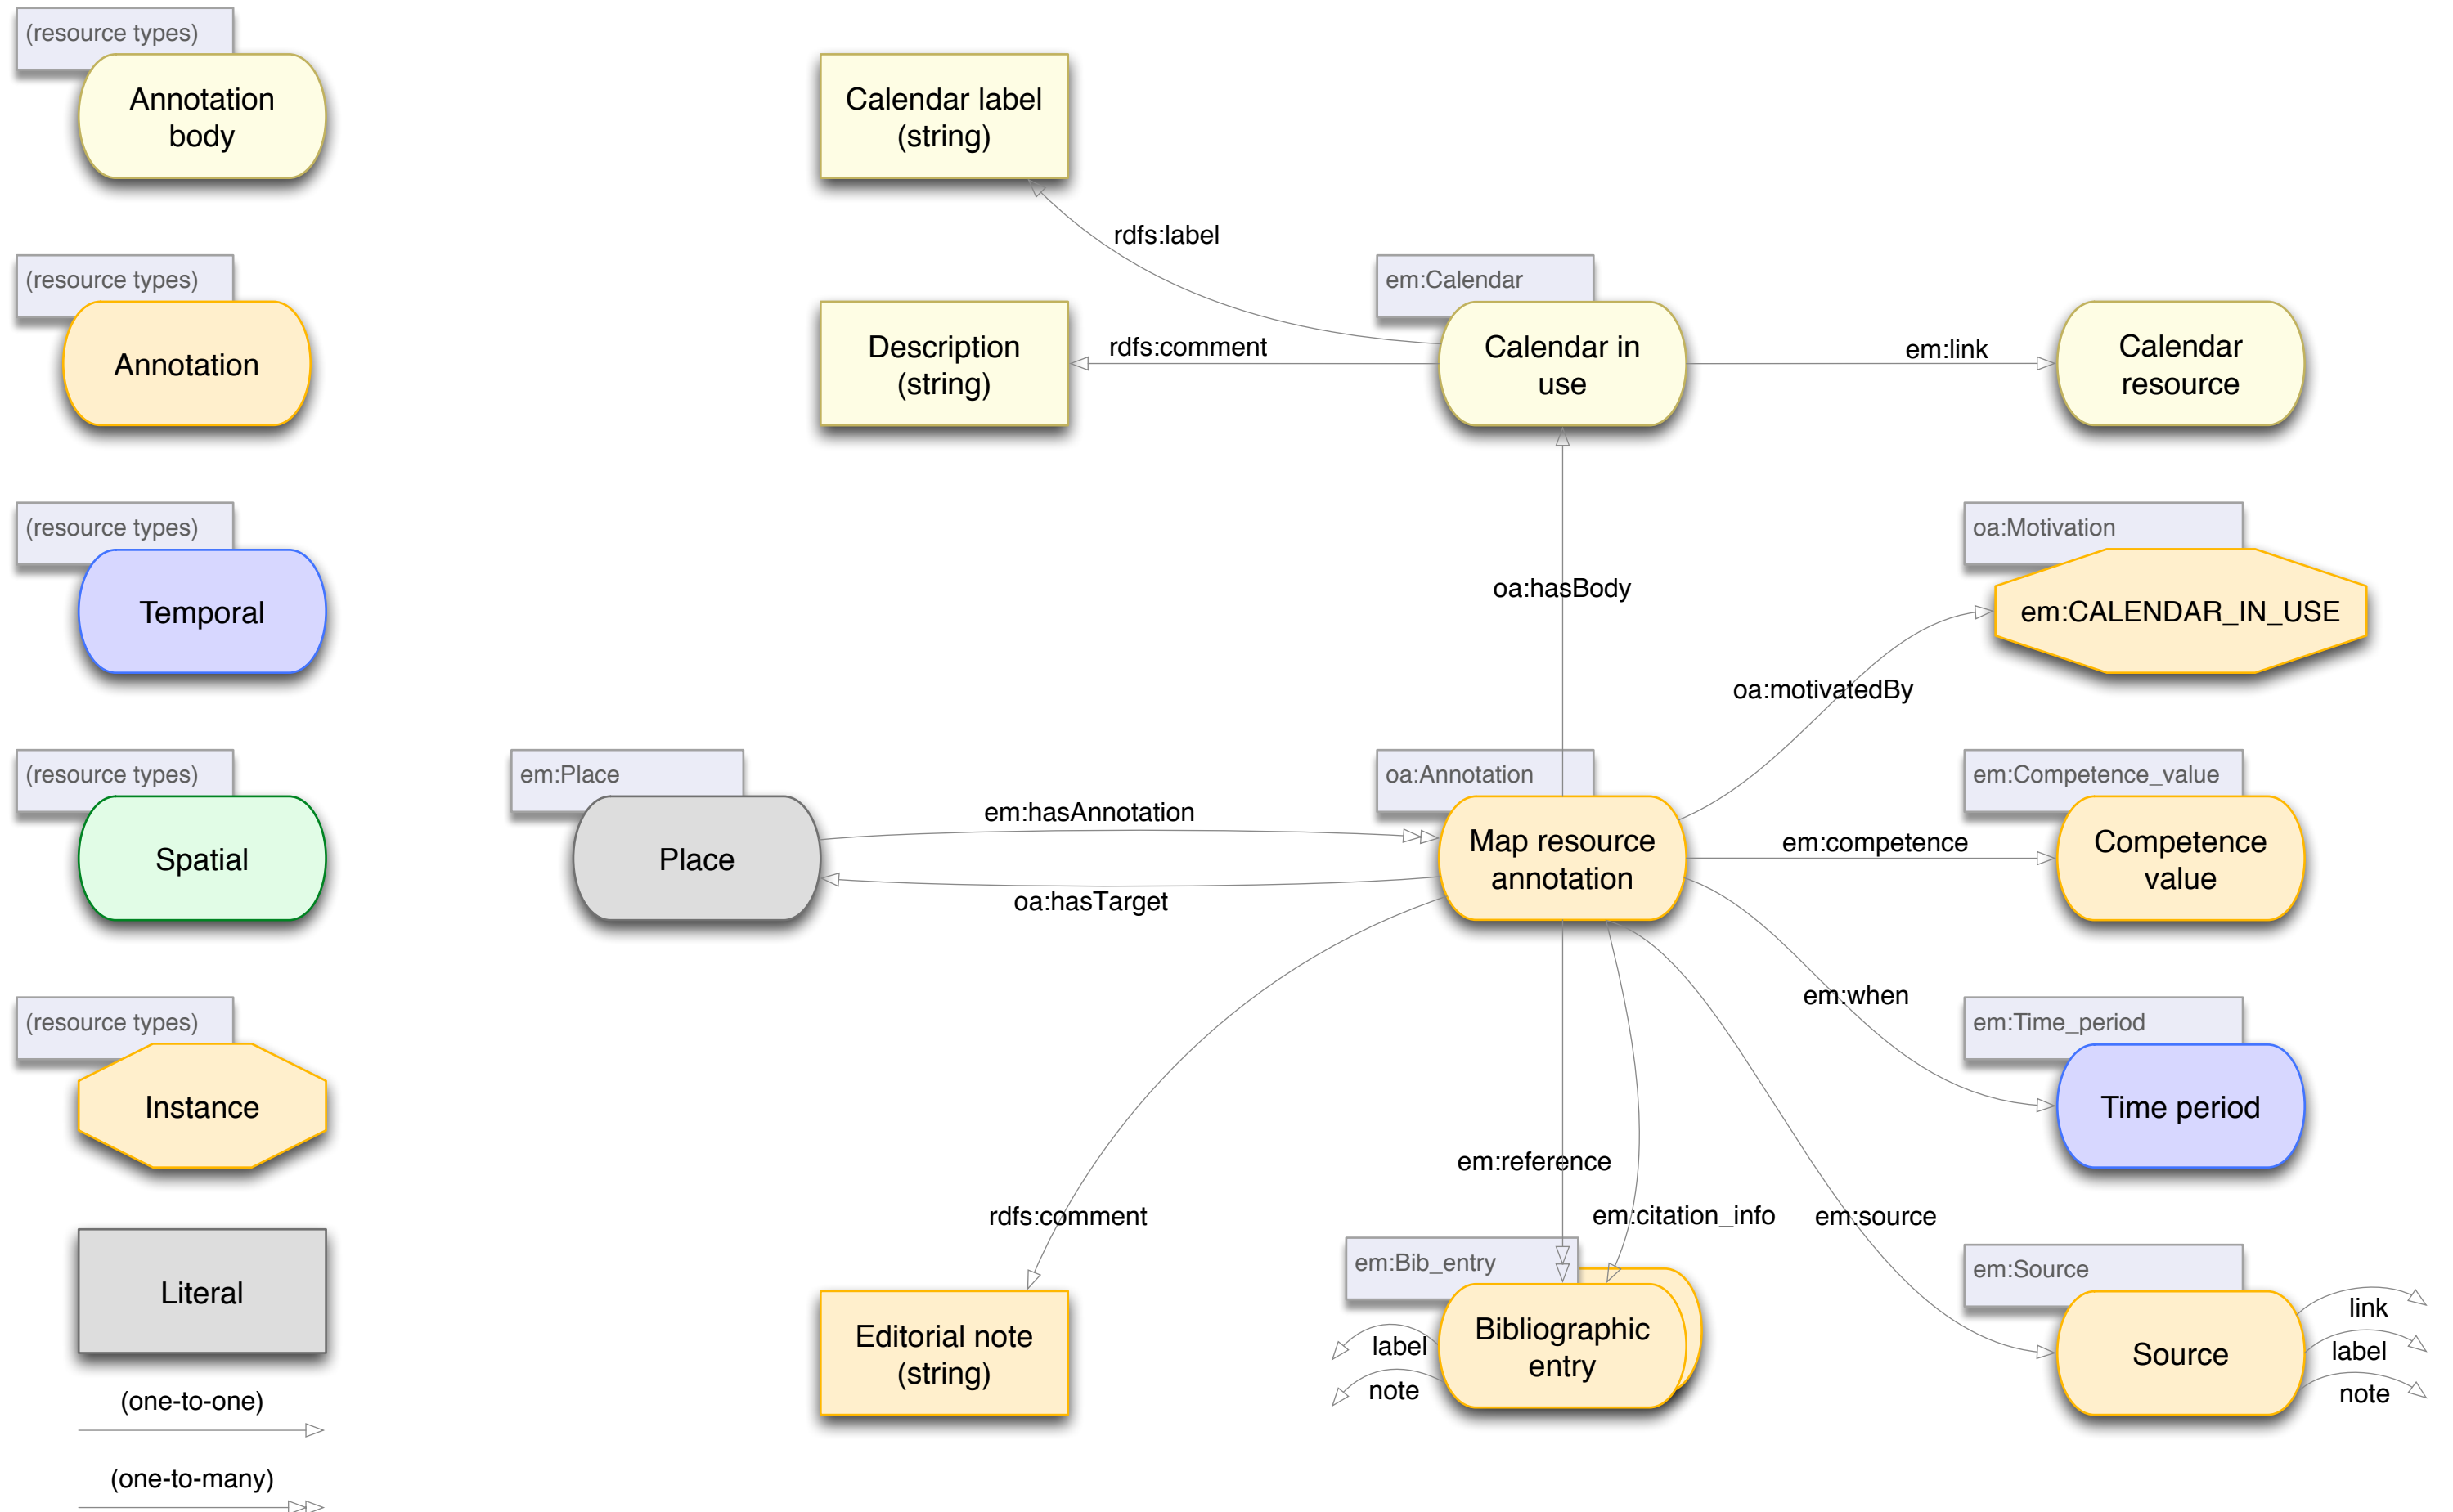 (resource types)
Annotation
body
(resource types)
Annotation
(resource types)
Temporal
(resource types)
Spatial
(resource types)
Instance
Literal
(one-to-one)
(one-to-many)
Calendar label
(string)
rdfs:label
em:Calendar
Description
(string)
rdfs:comment
Calendar in
use
em:link
Calendar
resource
oa:hasBody
oa:Motivation
em:CALENDAR_IN_USE
oa:motivatedBy
em:Place
Place
em:hasAnnotation
oa:hasTarget
oa:Annotation
Map resource
annotation
em:competence
em:Competence_value
Competence
value
em:when
em:Time_period
Time period
em:reference
rdfs:comment
em:citation_info
em:source
Editorial note
(string)
em:Bib_entry
Bibliographic
entry
label
note
em:Source
Source
link
label
note